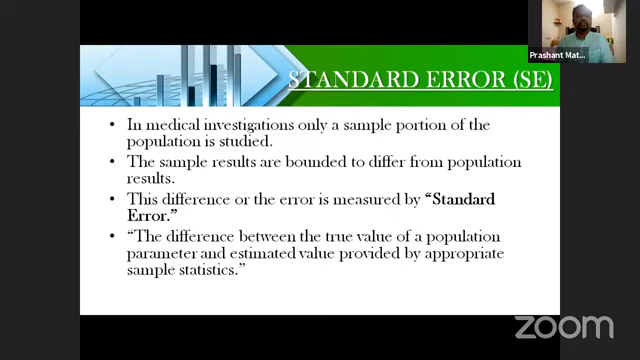 Prashant Mat...
STANDARD ERROR (SE)
• In medical investigations only a sample portion of the
population is studied.
• The sample results are bounded to differ from population
results.
• This difference or the error is measured by “Standard
Error.”
• “The difference between the true value of a population
parameter and estimated value provided by appropriate
sample statistics.”
zoom